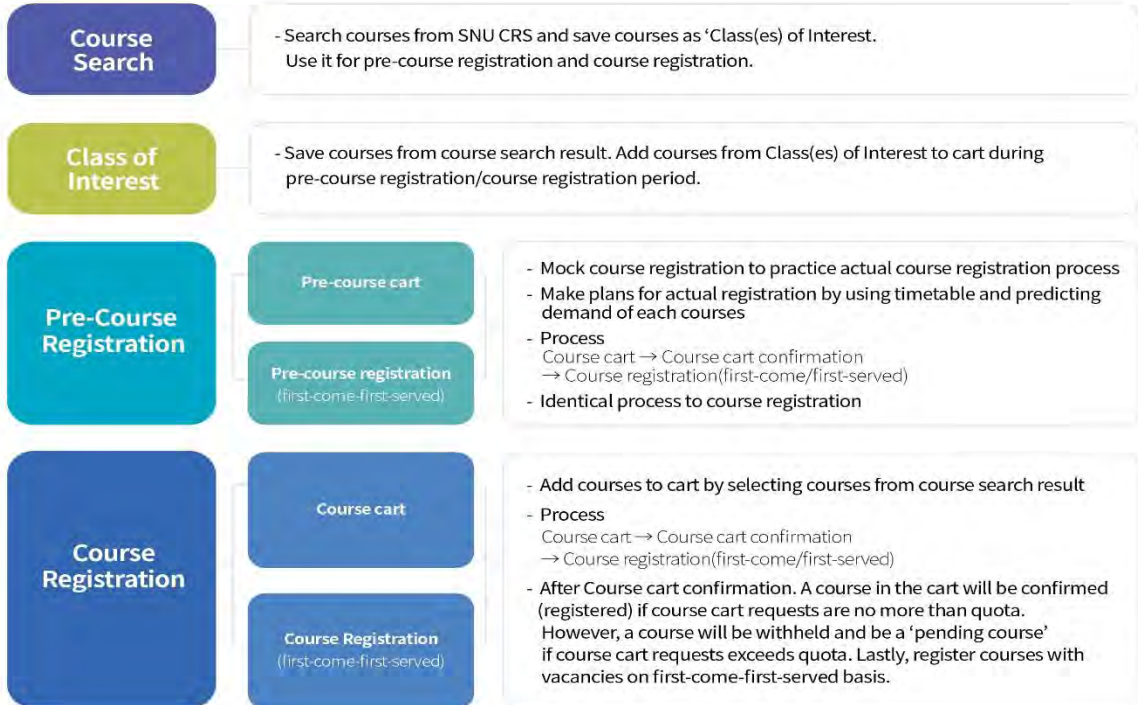 Course
Search
- Search courses from SNU CRS and save courses as ‘Class(es) of Interest.
Use it for pre-course registration and course registration.
Class of
Interest
- Save courses from course search result. Add courses from Class(es) of Interest to cart during
pre-course registration/course registration period.
Pre-Course
Registration
Pre-course cart
Pre-course registration
(first-come-first-served)
- Mock course registration to practice actual course registration process
- Make plans for actual registration by using timetable and predicting
demand of each courses
- Process
Course cart → Course cart confirmation
→ Course registration(first-come/first-served)
- Identical process to course registration
Course
Registration
Course cart
Course Registration
(first-come-first-served)
- Add courses to cart by selecting courses from course search result
- Process
Course cart → Course cart confirmation
→ Course registration(first-come/first-served)
- After Course cart confirmation. A course in the cart will be confirmed
(registered) if course cart requests are no more than quota.
However, a course will be withheld and be a ‘pending course’
if course cart requests exceeds quota. Lastly, register courses with
vacancies on first-come-first-served basis.